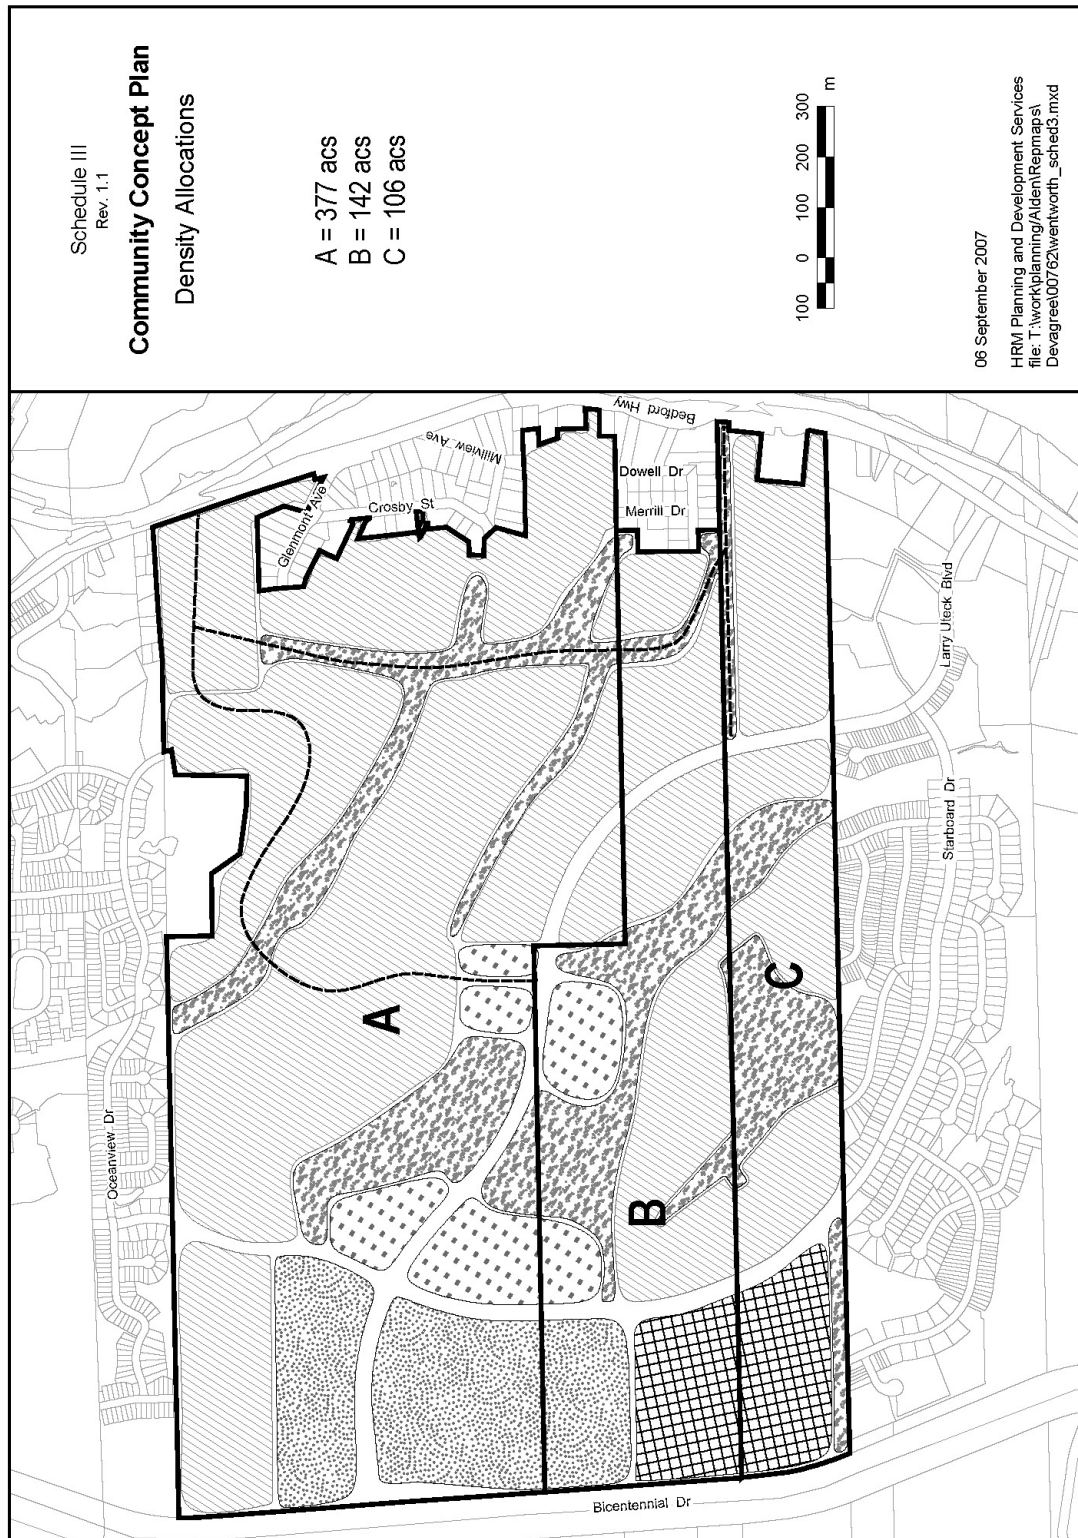 Schedule III
Rev. 1.1
Community Concept Plan
Density Allocations
A = 377 acs
B = 142 acs
C = 106 acs
100 0 100 200 300
m
06 September 2007
HRM Planning and Development Services
file: T:\work\planning\Alden\Repmaps\
Devagree\00762\wentworth_sched3.mxd
Bedford Hwy
Millview Ave
Crosby St
Glenmont Ave
Dowell Dr
Merrill Dr
Larry Uteck Blvd
Starboard Dr
Oceanview Dr
A
B
C
Bicentennial Dr